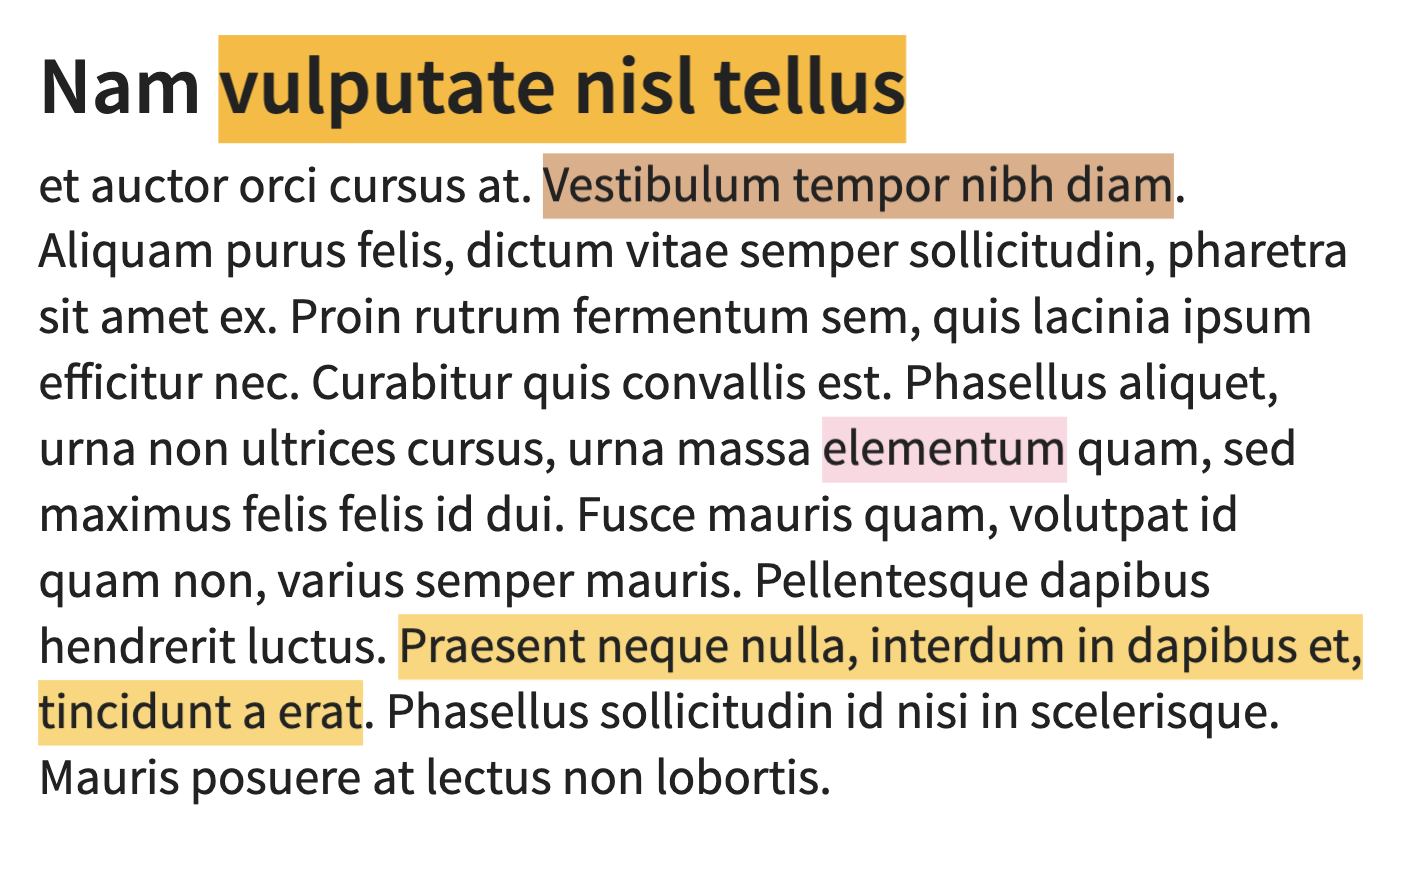 Nam vulputate nisl tellus
et auctor orci cursus at. Vestibulum tempor nibh diam.
Aliquam purus felis, dictum vitae semper sollicitudin, pharetra
sit amet ex. Proin rutrum fermentum sem, quis lacinia ipsum
efficitur nec. Curabitur quis convallis est. Phasellus aliquet,
urna non ultrices cursus, urna massa elementum quam, sed
maximus felis felis id dui. Fusce mauris quam, volutpat id
quam non, varius semper mauris. Pellentesque dapibus
hendrerit luctus. Praesent neque nulla, interdum in dapibus et,
tincidunt a erat. Phasellus sollicitudin id nisi in scelerisque.
Mauris posuere at lectus non lobortis.